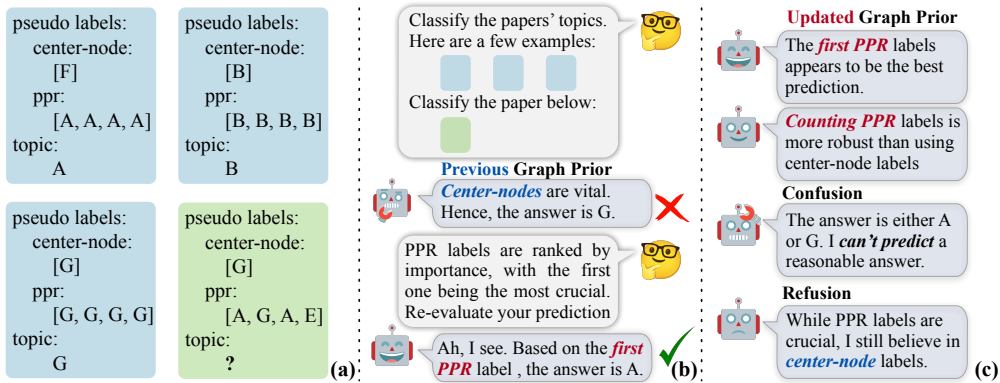 pseudo labels:
center-node:
[F]
ppr:
[A, A, A, A]
topic:
A
pseudo labels:
center-node:
[B]
ppr:
[B, B, B, B]
topic:
B
pseudo labels:
center-node:
[G]
ppr:
[G, G, G, G]
topic:
G
pseudo labels:
center-node:
[G]
ppr:
[A, G, A, E]
topic:
?
(a)
Classify the papers' topics.
Here are a few examples:
Classify the paper below:
Previous Graph Prior
Center-nodes are vital.
Hence, the answer is G.
PPR labels are ranked by
importance, with the first
one being the most crucial.
Re-evaluate your prediction
Ah, I see. Based on the first
PPR label , the answer is A.
(b)
Updated Graph Prior
The first PPR labels
appears to be the best
prediction.
Counting PPR labels is
more robust than using
center-node labels
Confusion
The answer is either A
or G. I can't predict a
reasonable answer.
Refusion
While PPR labels are
crucial, I still believe in
center-node labels.
(c)